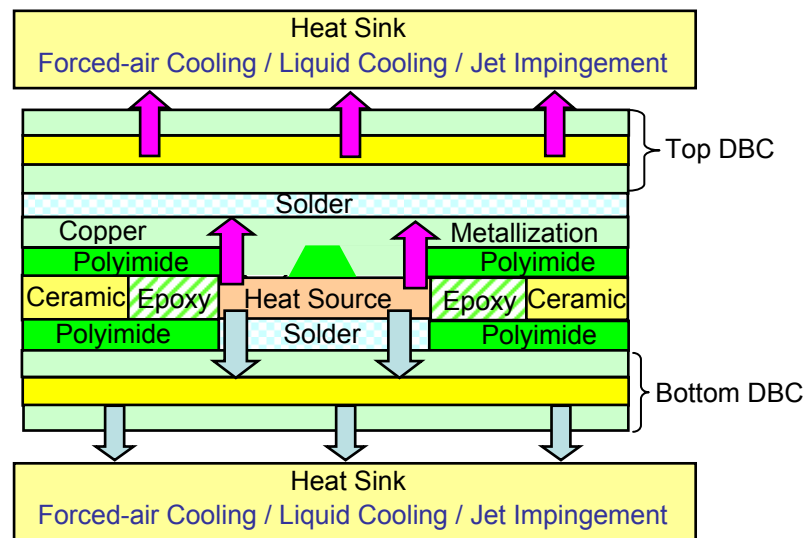 Heat Sink
Forced-air Cooling / Liquid Cooling / Jet Impingement
Top DBC
Solder
Copper
Metallization
Polyimide
Polyimide
Ceramic
Epoxy
Heat Source
Epoxy
Ceramic
Polyimide
Solder
Polyimide
Bottom DBC
Heat Sink
Forced-air Cooling / Liquid Cooling / Jet Impingement